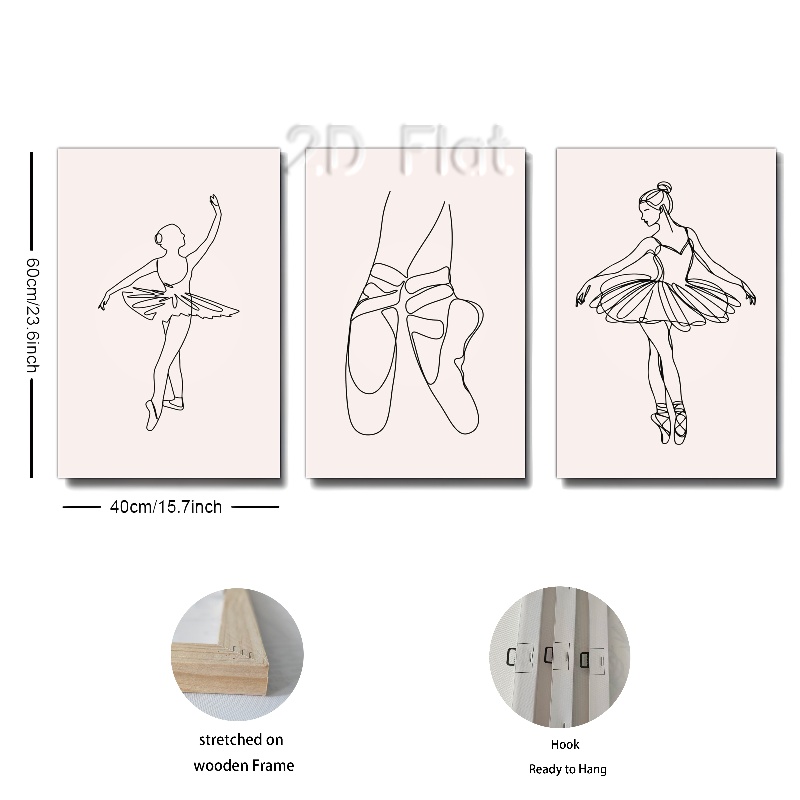 2D Flat
60cm/23.6inch
40cm/15.7inch
stretched on
wooden Frame
Hook
Ready to Hang